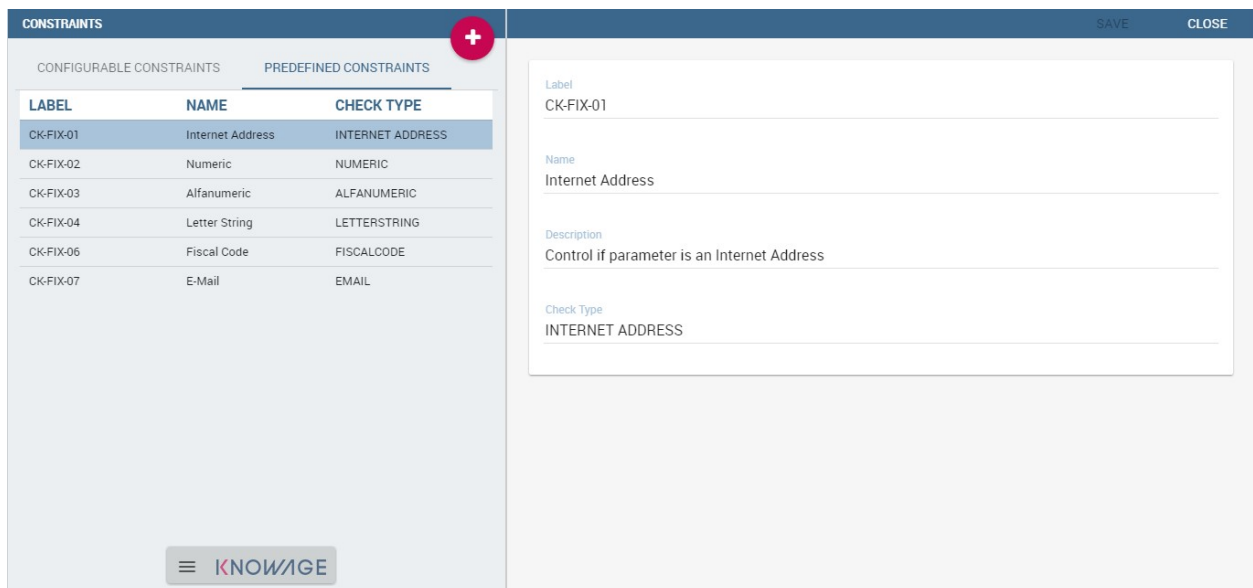 CONSTRAINTS
SAVE CLOSE
CONFIGURABLE CONSTRAINTS PREDEFINED CONSTRAINTS
LABEL NAME CHECK TYPE
CK-FIX-01 Internet Address INTERNET ADDRESS
CK-FIX-02 Numeric NUMERIC
CK-FIX-03 Alfanumeric ALFANUMERIC
CK-FIX-04 Letter String LETTERSTRING
CK-FIX-06 Fiscal Code FISCALCODE
CK-FIX-07 E-Mail EMAIL
KNOWAGE
Label
CK-FIX-01
Name
Internet Address
Description
Control if parameter is an Internet Address
Check Type
INTERNET ADDRESS